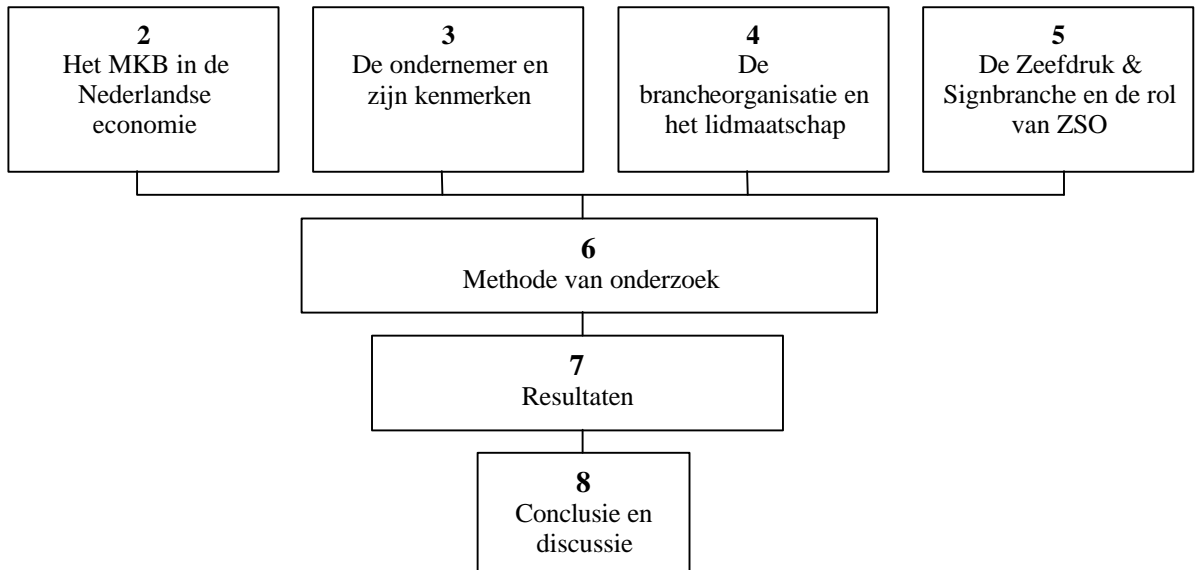 2
Het MKB in de
Nederlandse
economie
3
De ondernemer en
zijn kenmerken
4
De
brancheorganisatie en
het lidmaatschap
5
De Zeefdruk &
Signbranche en de rol
van ZSO
6
Methode van onderzoek
7
Resultaten
8
Conclusie en
discussie